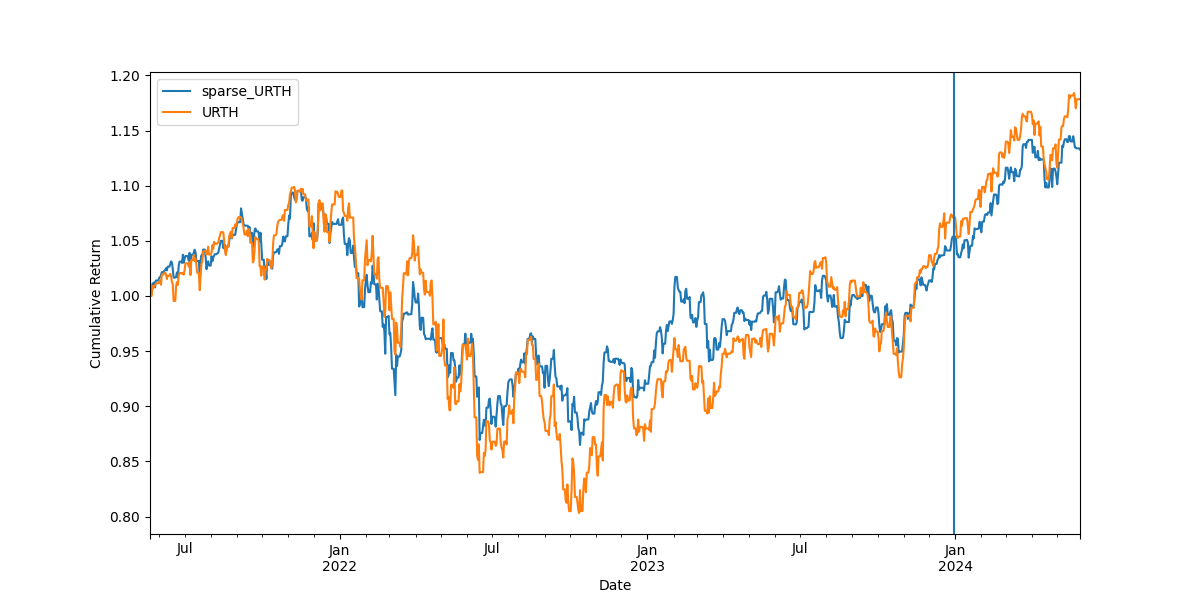 1.20
1.15
1.10
1.05
1.00
0.95
0.90
0.85
0.80
Cumulative Return
sparse_URTH
URTH
Jul
Jan
2022
Jul
Jan
2023
Jul
Jan
2024
Date